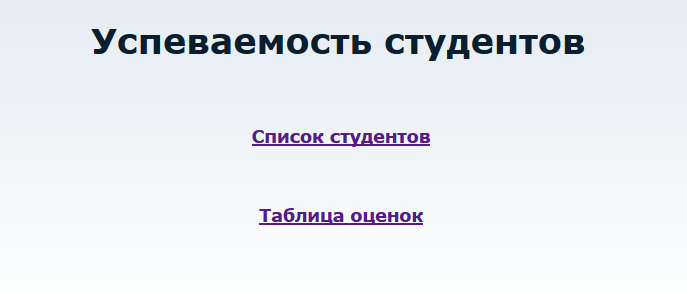 Успеваемость студентов
Список студентов
Таблица оценок